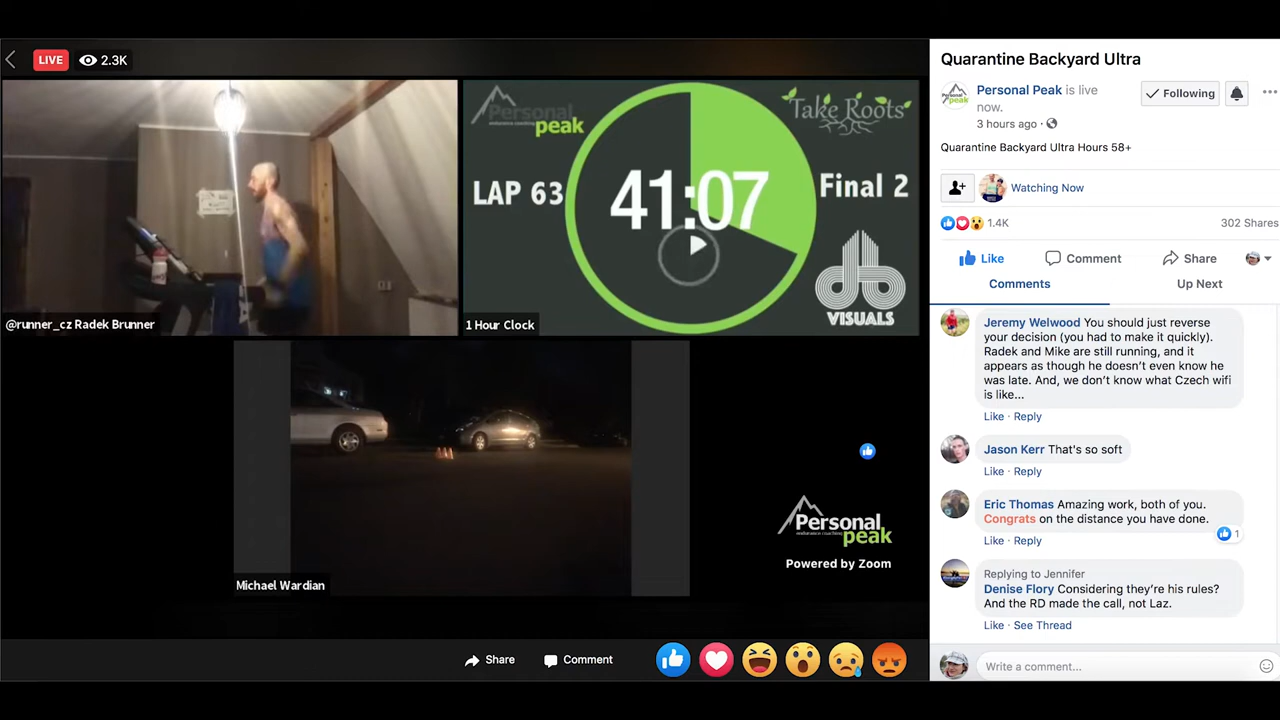 LIVE
2.3K
Personal
peak
endurance coaching
Take Roots
LAP 63
41:07
Final 2
VISUALS
@runner_cz Radek Brunner
1 Hour Clock
Michael Wardian
Personal
endurance coaching
peak
Powered by Zoom
Share
Comment
Quarantine Backyard Ultra
Personal Peak is live
now.
Following
3 hours ago ·
Quarantine Backyard Ultra Hours 58+
Watching Now
1.4K
302 Shares
Like
Comment
Share
Comments
Up Next
Jeremy Welwood You should just reverse
your decision (you had to make it quickly).
Radek and Mike are still running, and it
appears as though he doesn't even know he
was late. And, we don't know what Czech wifi
is like...
Like · Reply
Jason Kerr That's so soft
Like · Reply
Eric Thomas Amazing work, both of you.
Congrats on the distance you have done.
1
Like · Reply
Replying to Jennifer
Denise Flory Considering they're his rules?
And the RD made the call, not Laz.
Like · See Thread
Write a comment...